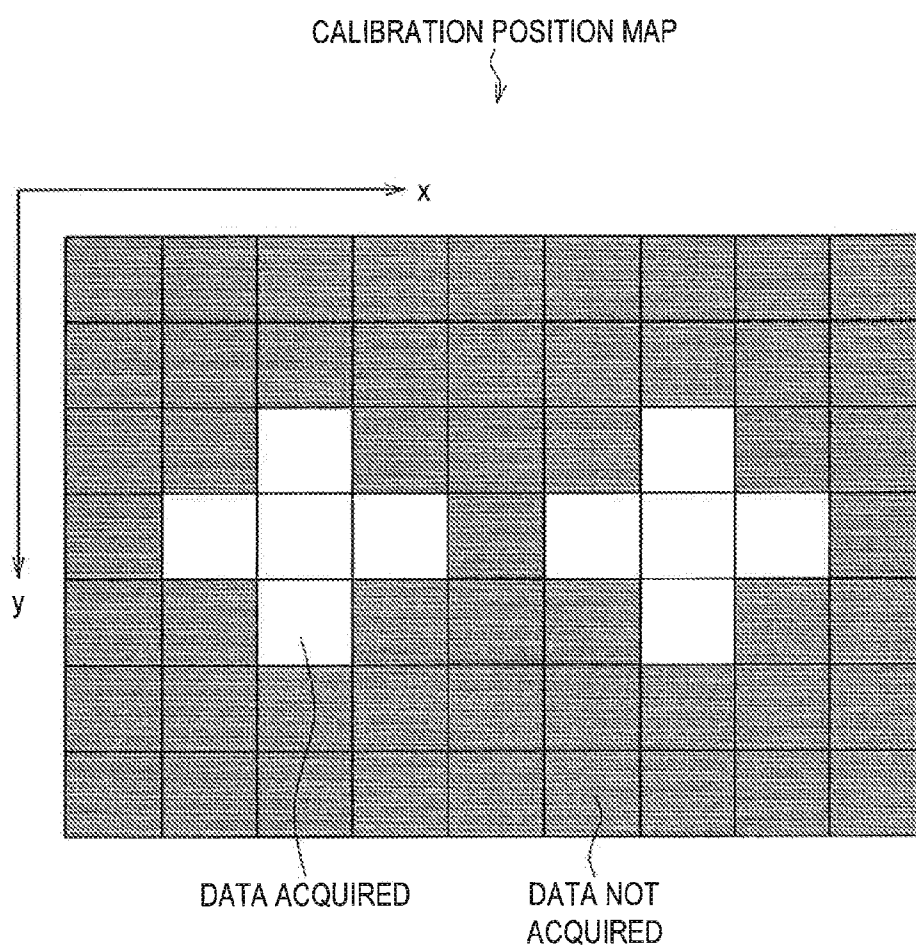 CALIBRATION POSITION MAP
x
y
DATA ACQUIRED
DATA NOT
ACQUIRED